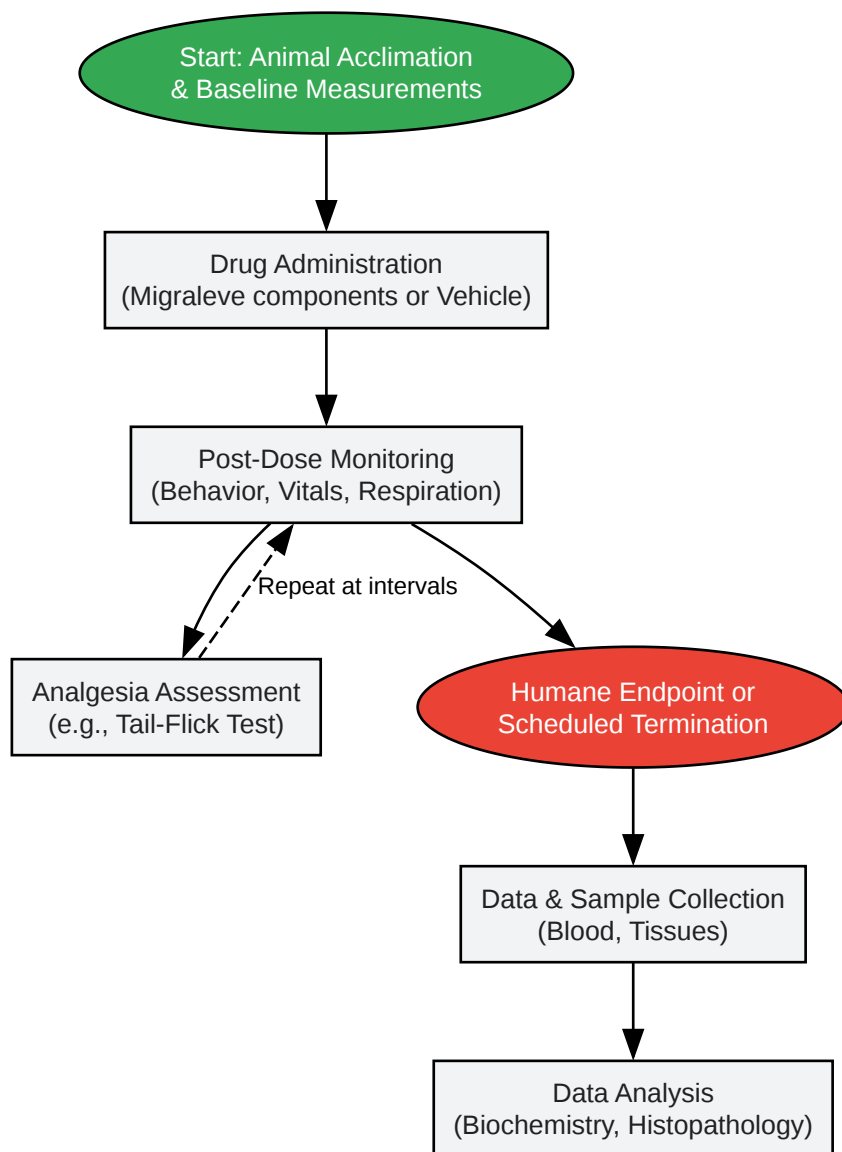 Start: Animal Acclimation
& Baseline Measurements
Drug Administration
(Migraleve components or Vehicle)
Post-Dose Monitoring
(Behavior, Vitals, Respiration)
Repeat at intervals
Analgesia Assessment
(e.g., Tail-Flick Test)
Humane Endpoint or
Scheduled Termination
Data & Sample Collection
(Blood, Tissues)
Data Analysis
(Biochemistry, Histopathology)